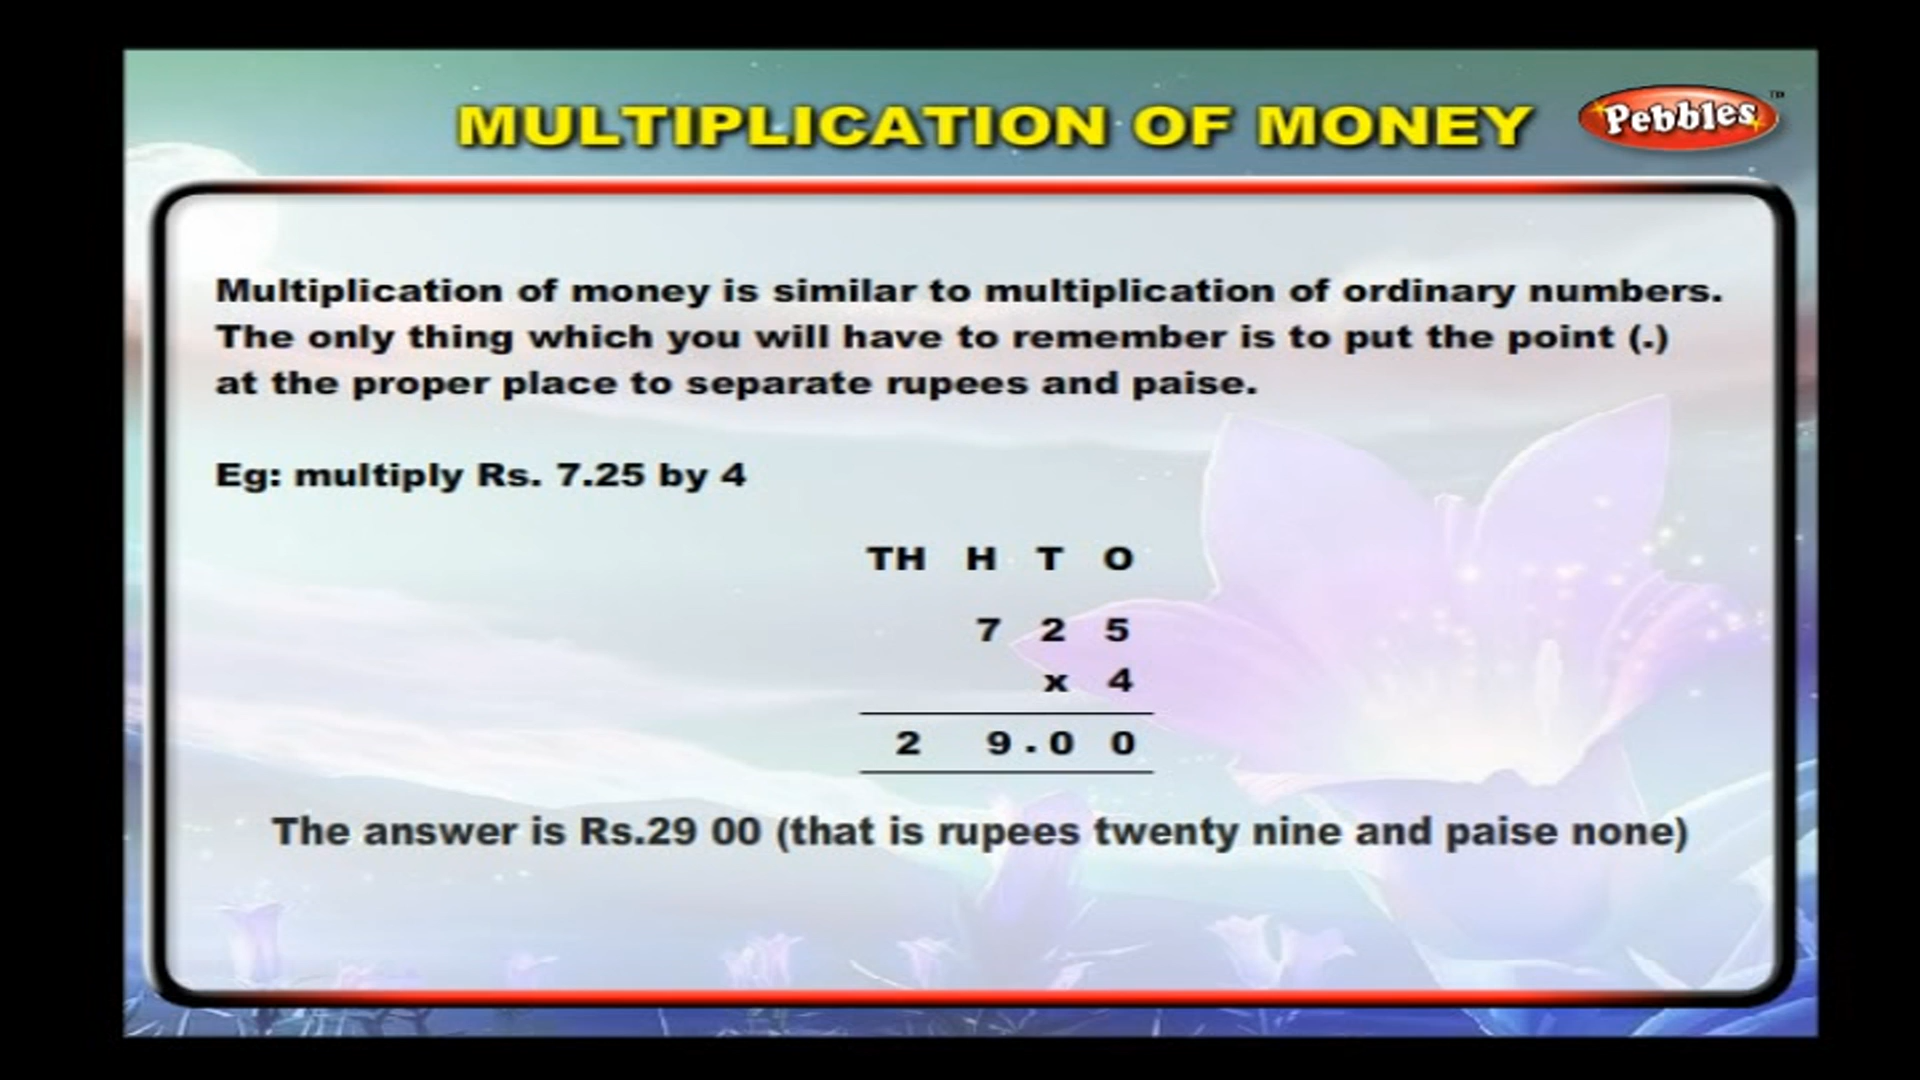 MULTIPLICATION OF MONEY
Pebbles™
Multiplication of money is similar to multiplication of ordinary numbers.
The only thing which you will have to remember is to put the point (.)
at the proper place to separate rupees and paise.
Eg: multiply Rs. 7.25 by 4
TH H T O
7 2 5
x 4
2 9.0 0
The answer is Rs.29 00 (that is rupees twenty nine and paise none)